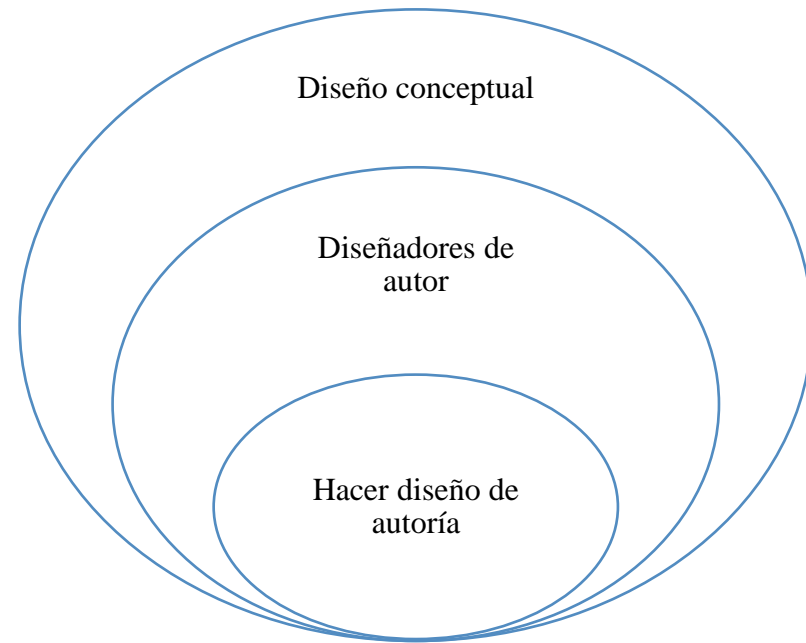 Diseño conceptual
Diseñadores de
autor
Hacer diseño de
autoría